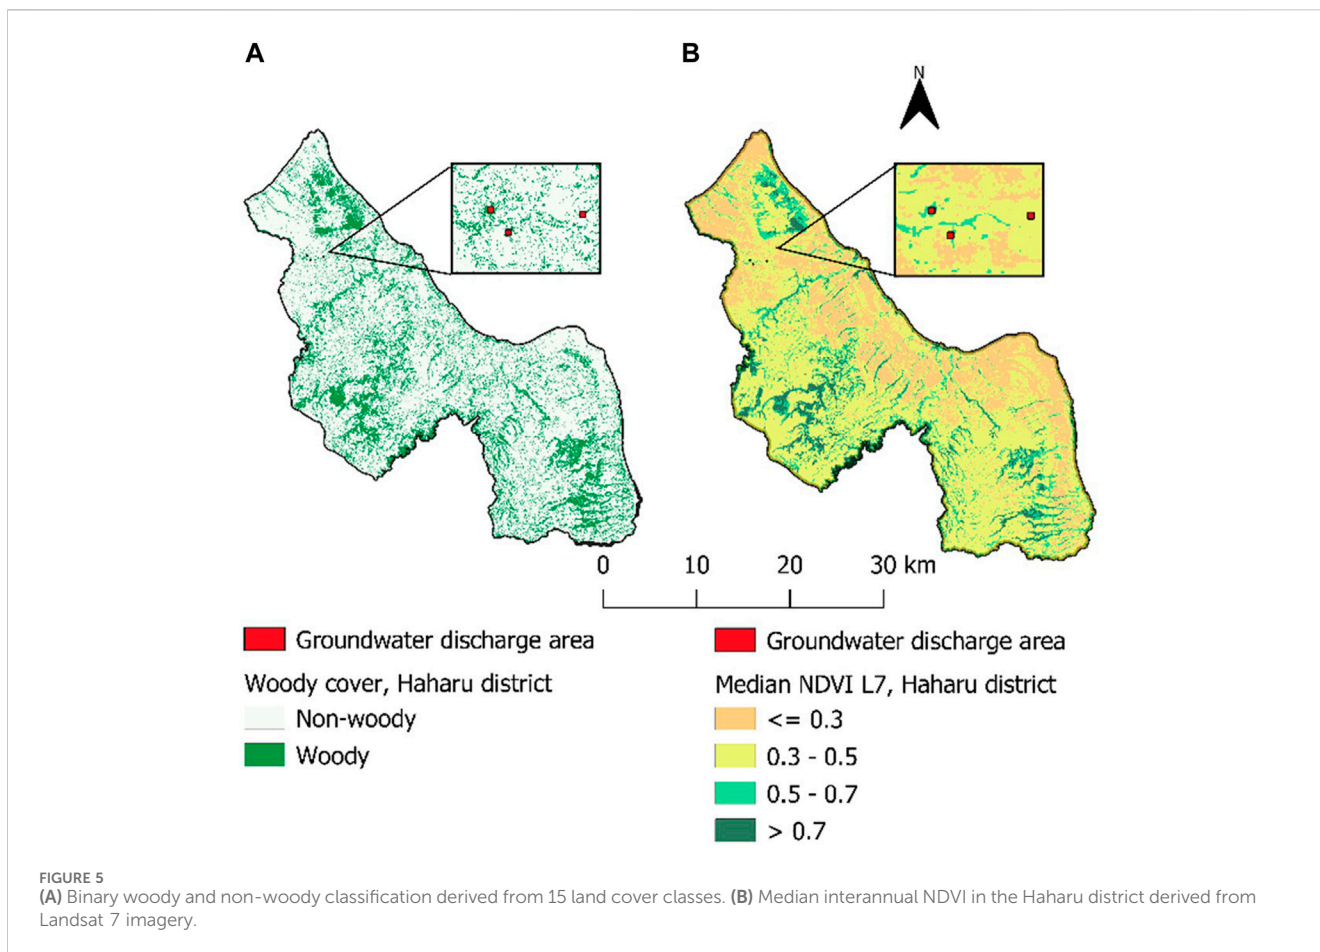 A
B
N
0
10
20
30 km
Groundwater discharge area
Woody cover, Haharu district
Non-woody
Woody
Groundwater discharge area
Median NDVI L7, Haharu district
<= 0.3
0.3 - 0.5
0.5 - 0.7
> 0.7
FIGURE 5
(A) Binary woody and non-woody classification derived from 15 land cover classes. (B) Median interannual NDVI in the Haharu district derived from
Landsat 7 imagery.